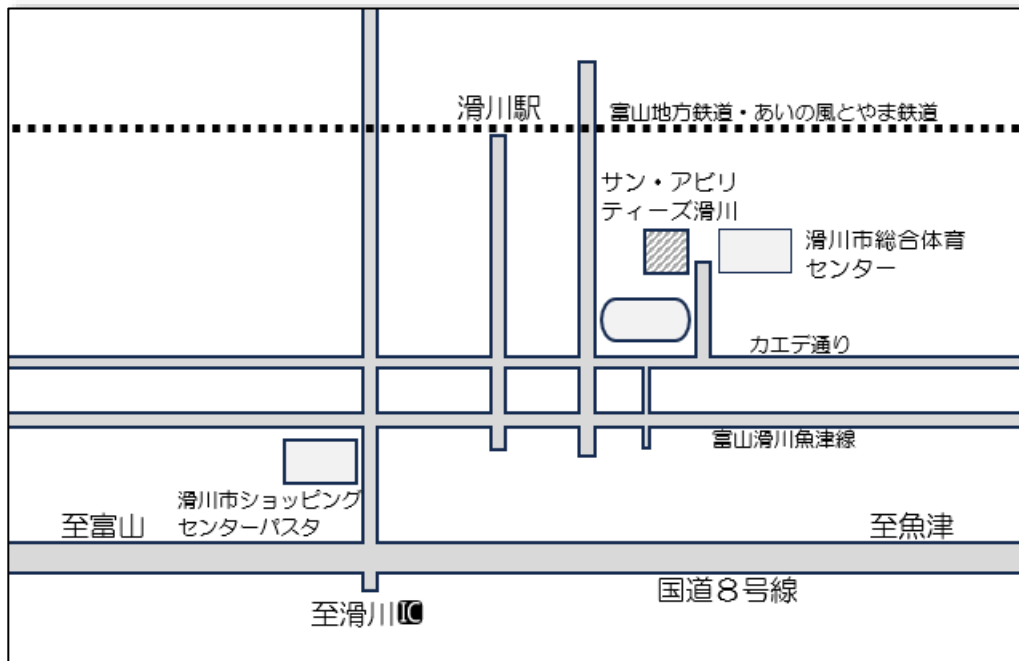 滑川駅
富山地方鉄道・あいの風とやま鉄道
サン・アビリ
ティーズ滑川
滑川市総合体育
センター
カエデ通り
富山滑川魚津線
滑川市ショッピング
センターパスタ
至富山
至魚津
国道8号線
至滑川IC